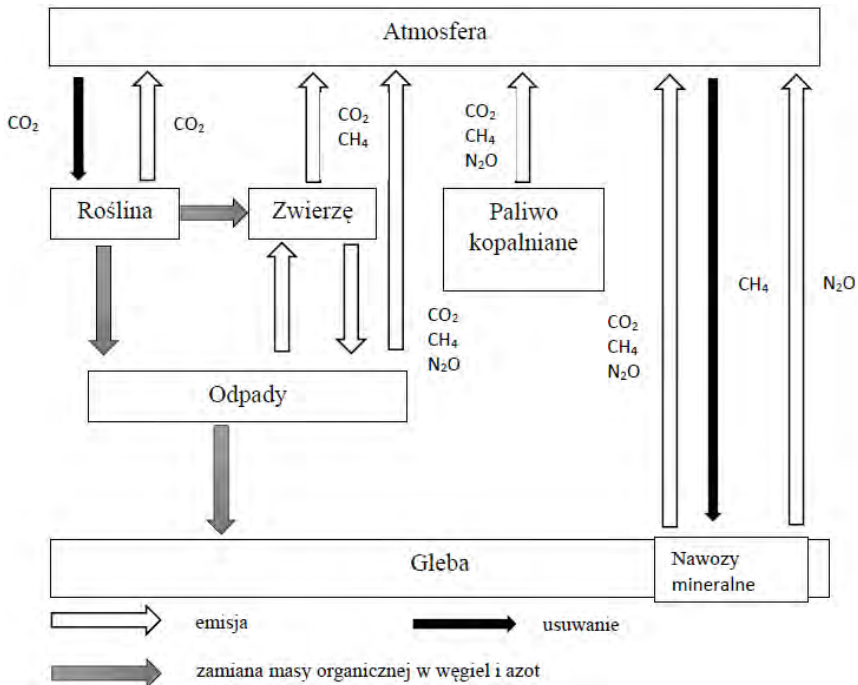 Atmosfera
CO₂
CO₂
CO₂
CH₄
CO₂
CH₄
N₂O
Roślina
Zwierzę
Paliwo
kopalniane
CO₂
CH₄
N₂O
CO₂
CH₄
N₂O
CH₄
N₂O
Odpady
Gleba
Nawozy
mineralne
emisja
usuwanie
zamiana masy organicznej w węgiel i azot